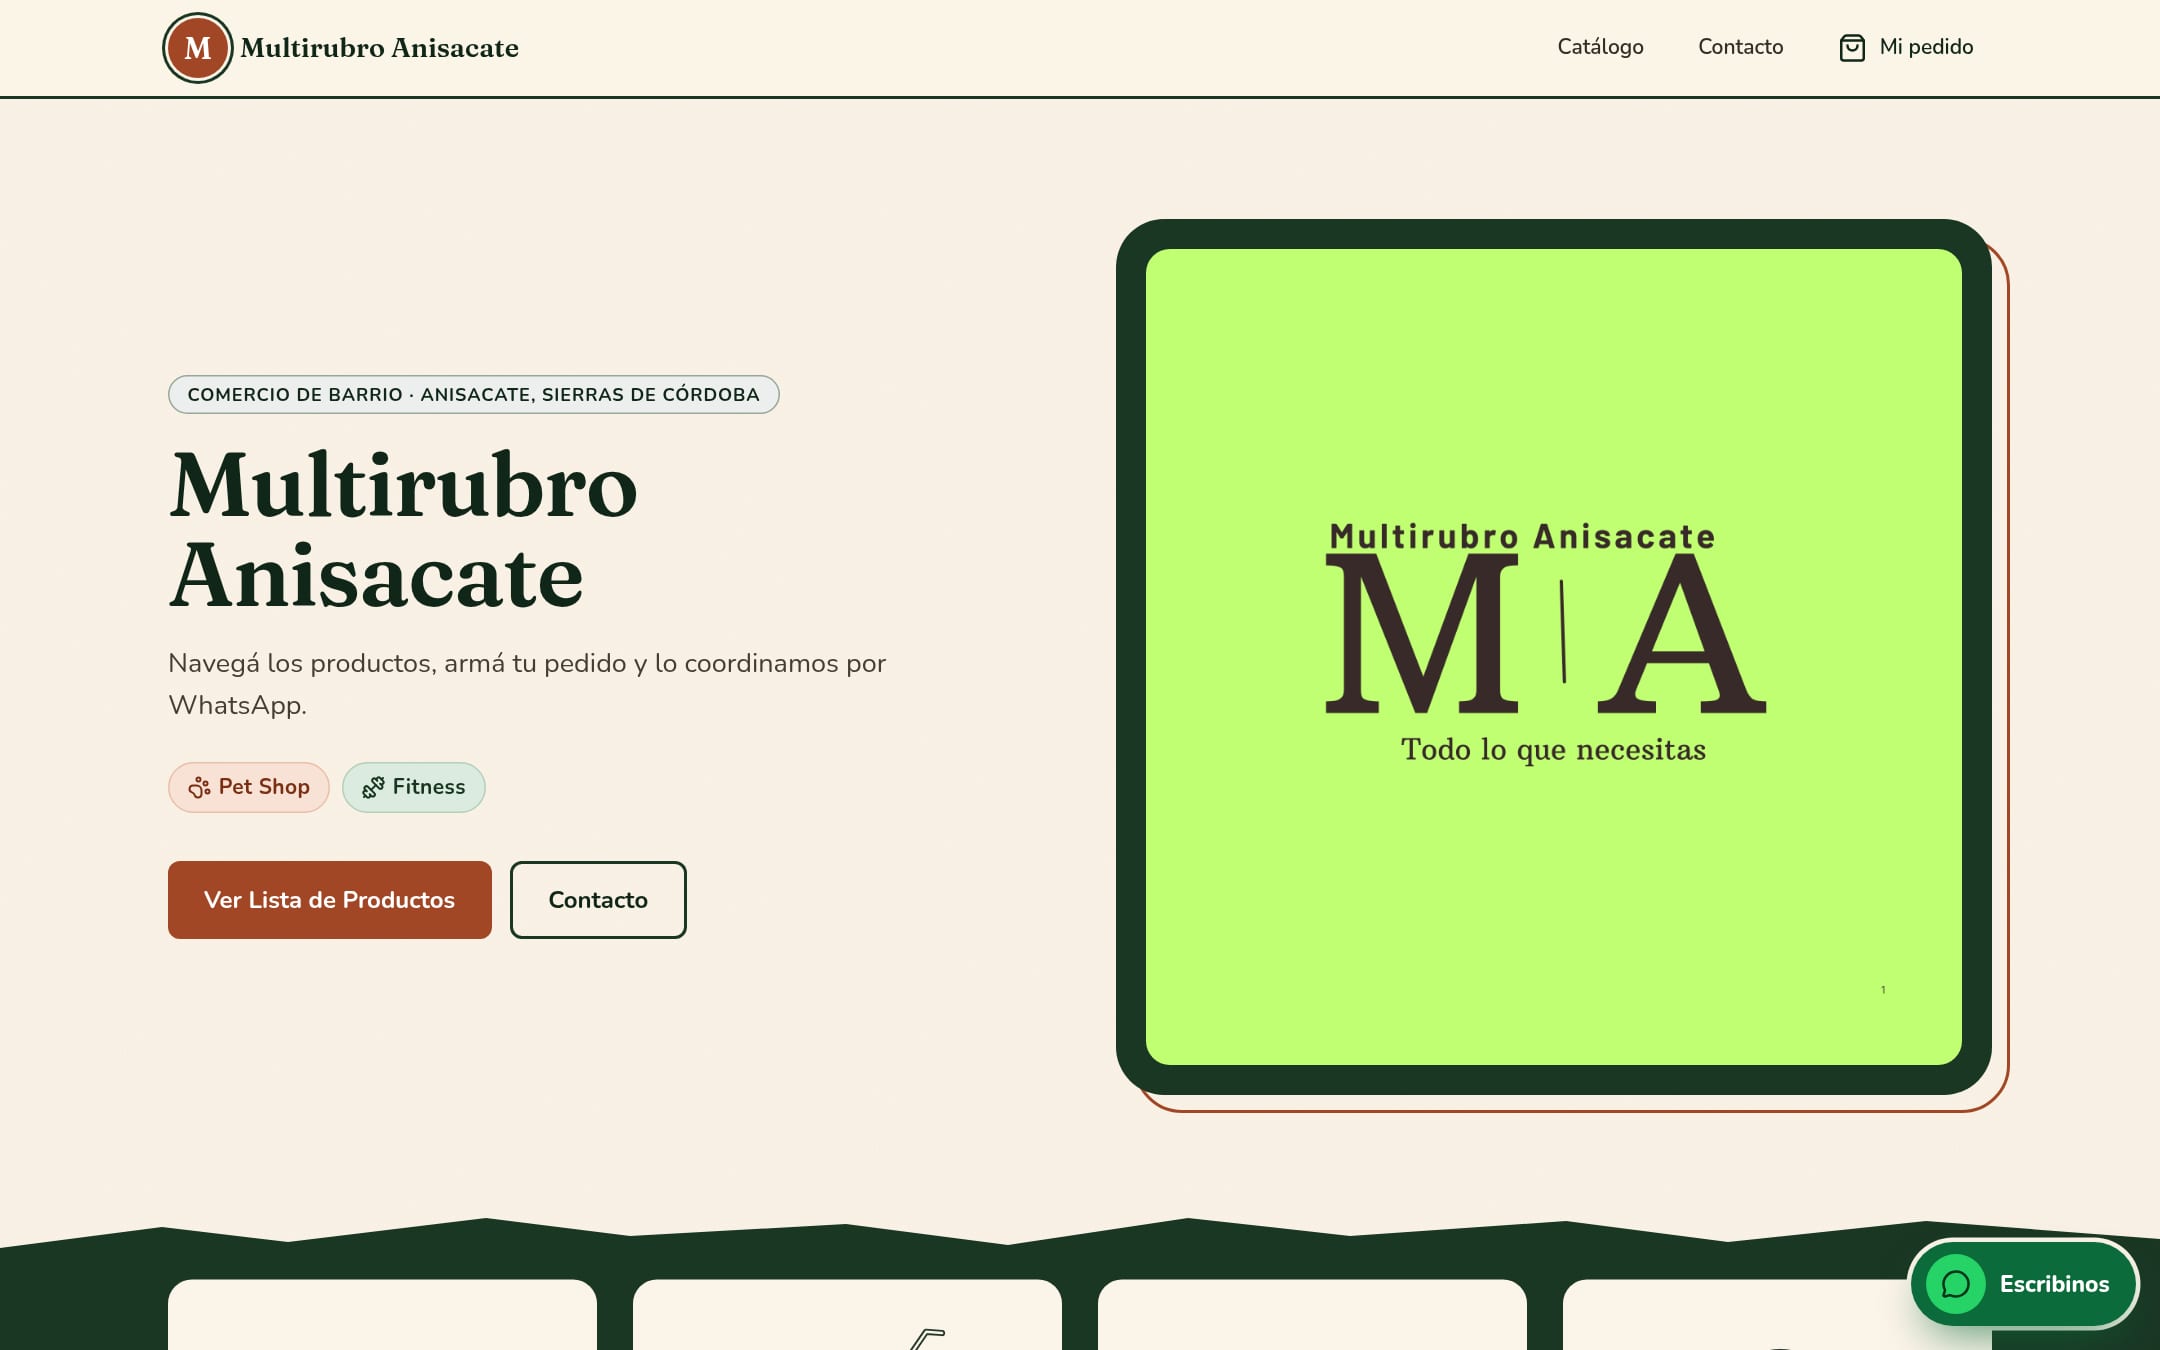 M Multirubro Anisacate
Catálogo
Contacto
Mi pedido
COMERCIO DE BARRIO · ANISACATE, SIERRAS DE CÓRDOBA
Multirubro
Anisacate
Navegá los productos, armá tu pedido y lo coordinamos por
WhatsApp.
Pet Shop
Fitness
Ver Lista de Productos
Contacto
Multirubro Anisacate
M A
Todo lo que necesitas
1
Escribinos